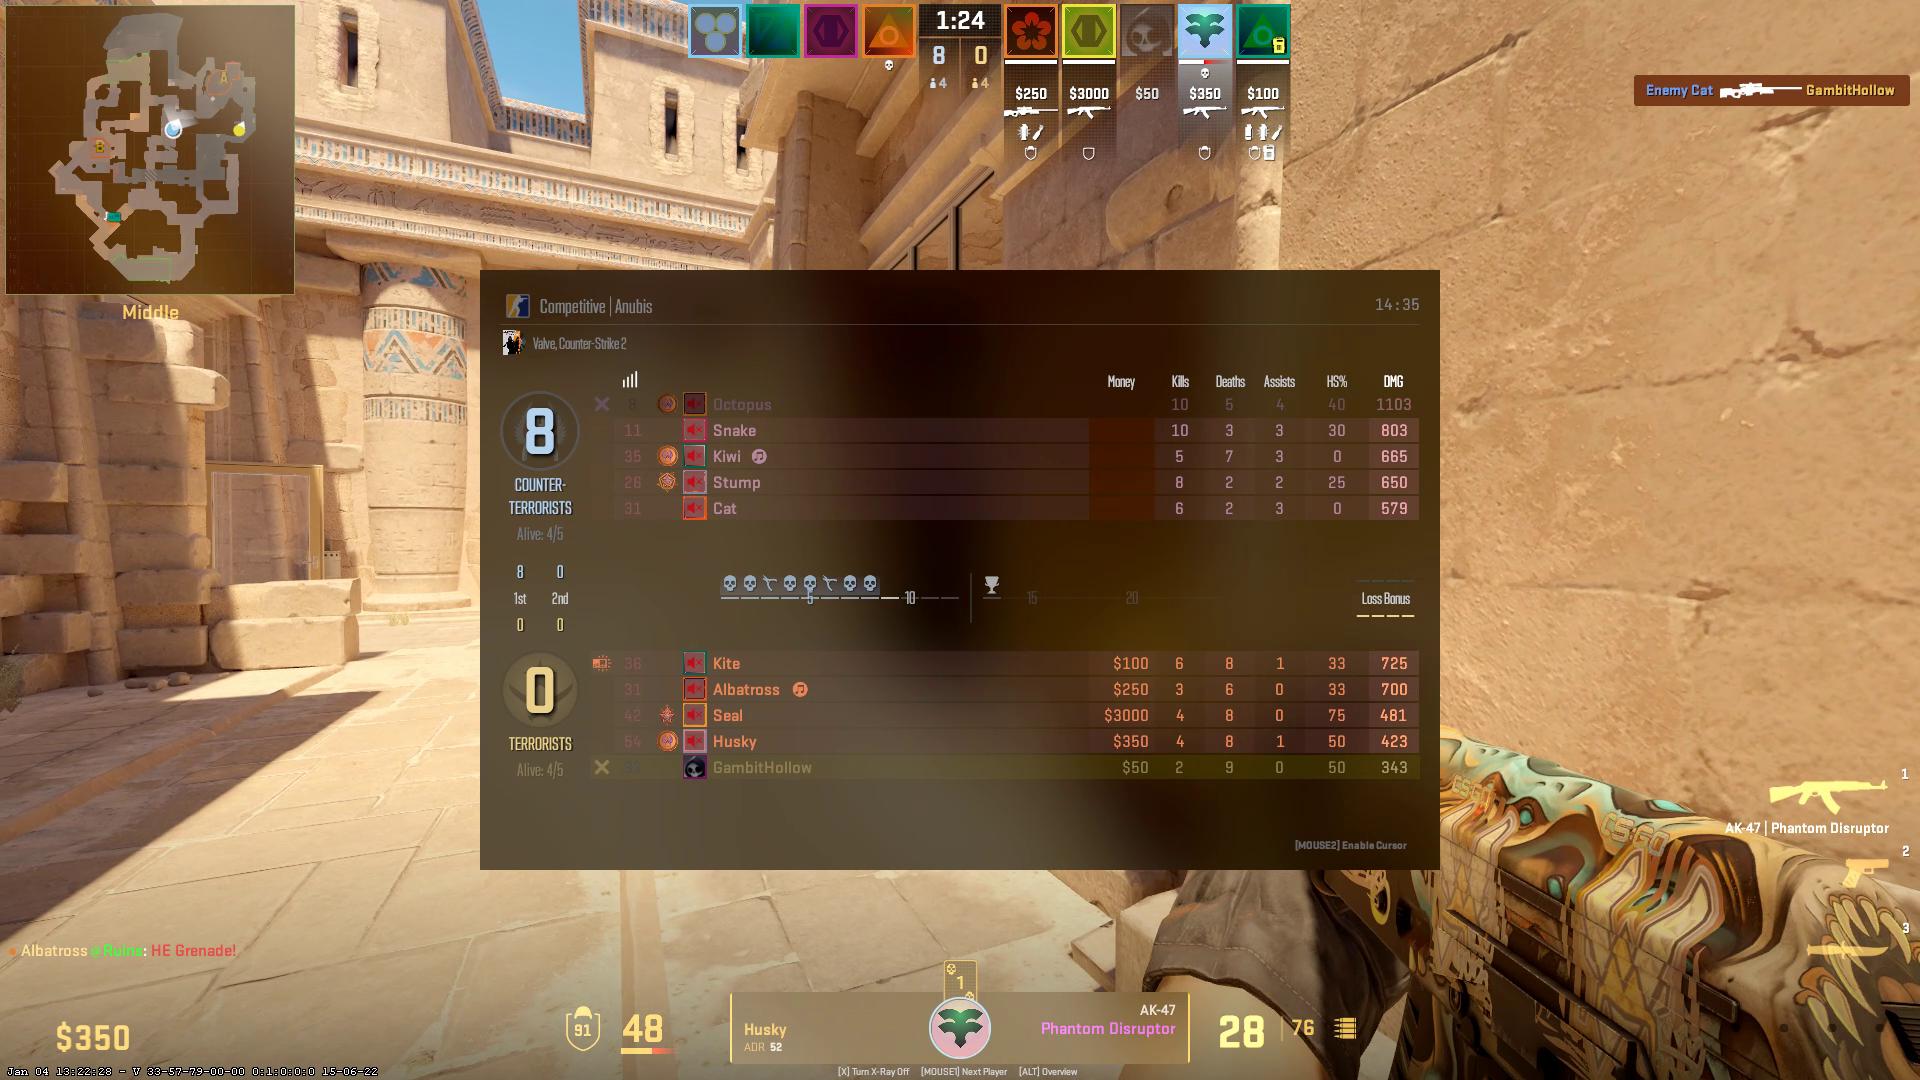 1:24
8 0
4 4
$250 $3000 $50 $350 $100
Enemy Cat GambitHollow
A
B
Middle
Competitive | Anubis 14:35
Valve, Counter-Strike 2
Money Kills Deaths Assists HS% DMG
8 Octopus 10 5 4 40 1103
11 Snake 10 3 3 30 803
35 Kiwi 5 7 3 0 665
26 Stump 8 2 2 25 650
31 Cat 6 2 3 0 579
8
COUNTER-
TERRORISTS
Alive: 4/5
8 0
1st 2nd
0 0
5 10 15 20
Loss Bonus
0
TERRORISTS
Alive: 4/5
36 Kite $100 6 8 1 33 725
31 Albatross $250 3 6 0 33 700
42 Seal $3000 4 8 0 75 481
54 Husky $350 4 8 1 50 423
GambitHollow $50 2 9 0 50 343
[MOUSE2] Enable Cursor
CS:GO
CS:GO
1
AK-47 | Phantom Disruptor
2
3
Albatross @Ruins: HE Grenade!
$350
91 48
1
Husky
ADR 52
AK-47
Phantom Disruptor
28 76
[X] Turn X-Ray Off [MOUSE1] Next Player [ALT] Overview
Jan 04 13:22:28 - V 33-57-79-00-00 0:1:0:0:0 15-06-22